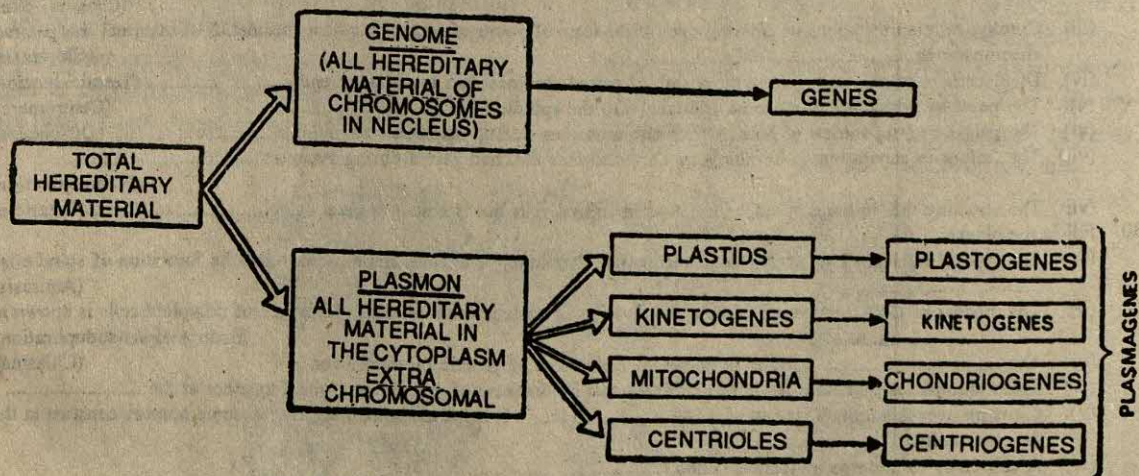 GENOME
(ALL HEREDITARY
MATERIAL OF
CHROMOSOMES
IN NECLEUS)
GENES
TOTAL
HEREDITARY
MATERIAL
PLASMON
ALL HEREDITARY
MATERIAL IN
THE CYTOPLASM
EXTRA
CHROMOSOMAL
PLASTIDS
PLASTOGENES
KINETOGENES
KINETOGENES
MITOCHONDRIA
CHONDRIOGENES
CENTRIOLES
CENTRIOGENES
PLASMAGENES